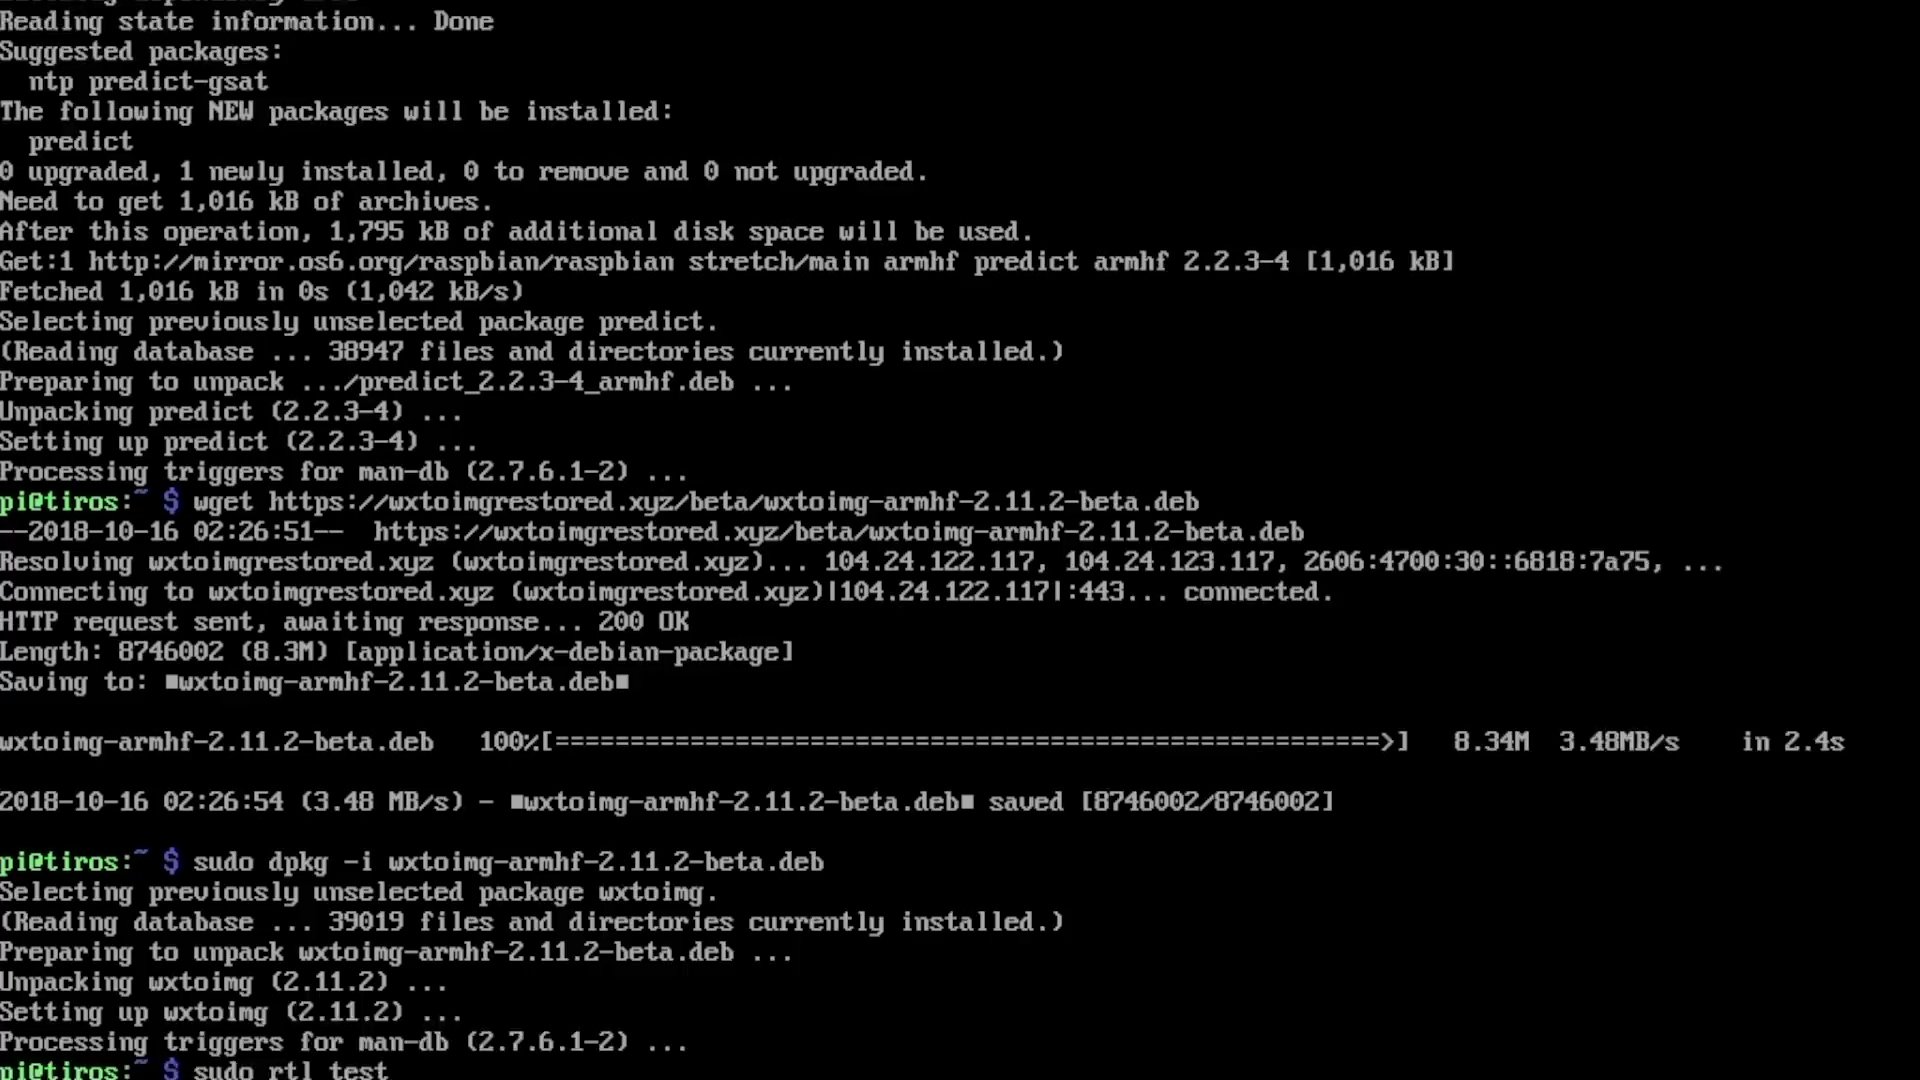 Reading state information... Done
Suggested packages:
  ntp predict-gsat
The following NEW packages will be installed:
  predict
0 upgraded, 1 newly installed, 0 to remove and 0 not upgraded.
Need to get 1,016 kB of archives.
After this operation, 1,795 kB of additional disk space will be used.
Get:1 http://mirror.os6.org/raspbian/raspbian stretch/main armhf predict armhf 2.2.3-4 [1,016 kB]
Fetched 1,016 kB in 0s (1,042 kB/s)
Selecting previously unselected package predict.
(Reading database ... 38947 files and directories currently installed.)
Preparing to unpack .../predict_2.2.3-4_armhf.deb ...
Unpacking predict (2.2.3-4) ...
Setting up predict (2.2.3-4) ...
Processing triggers for man-db (2.7.6.1-2) ...
pi@tiros:~ $ wget https://wxtoimgrestored.xyz/beta/wxtoimg-armhf-2.11.2-beta.deb
--2018-10-16 02:26:51--  https://wxtoimgrestored.xyz/beta/wxtoimg-armhf-2.11.2-beta.deb
Resolving wxtoimgrestored.xyz (wxtoimgrestored.xyz)... 104.24.122.117, 104.24.123.117, 2606:4700:30::6818:7a75, ...
Connecting to wxtoimgrestored.xyz (wxtoimgrestored.xyz)|104.24.122.117|:443... connected.
HTTP request sent, awaiting response... 200 OK
Length: 8746002 (8.3M) [application/x-debian-package]
Saving to: ■wxtoimg-armhf-2.11.2-beta.deb■
wxtoimg-armhf-2.11.2-beta.deb   100%[=======================================================>]   8.34M  3.48MB/s    in 2.4s
2018-10-16 02:26:54 (3.48 MB/s) - ■wxtoimg-armhf-2.11.2-beta.deb■ saved [8746002/8746002]
pi@tiros:~ $ sudo dpkg -i wxtoimg-armhf-2.11.2-beta.deb
Selecting previously unselected package wxtoimg.
(Reading database ... 39019 files and directories currently installed.)
Preparing to unpack wxtoimg-armhf-2.11.2-beta.deb ...
Unpacking wxtoimg (2.11.2) ...
Setting up wxtoimg (2.11.2) ...
Processing triggers for man-db (2.7.6.1-2) ...
pi@tiros:~ $ sudo rtl_test